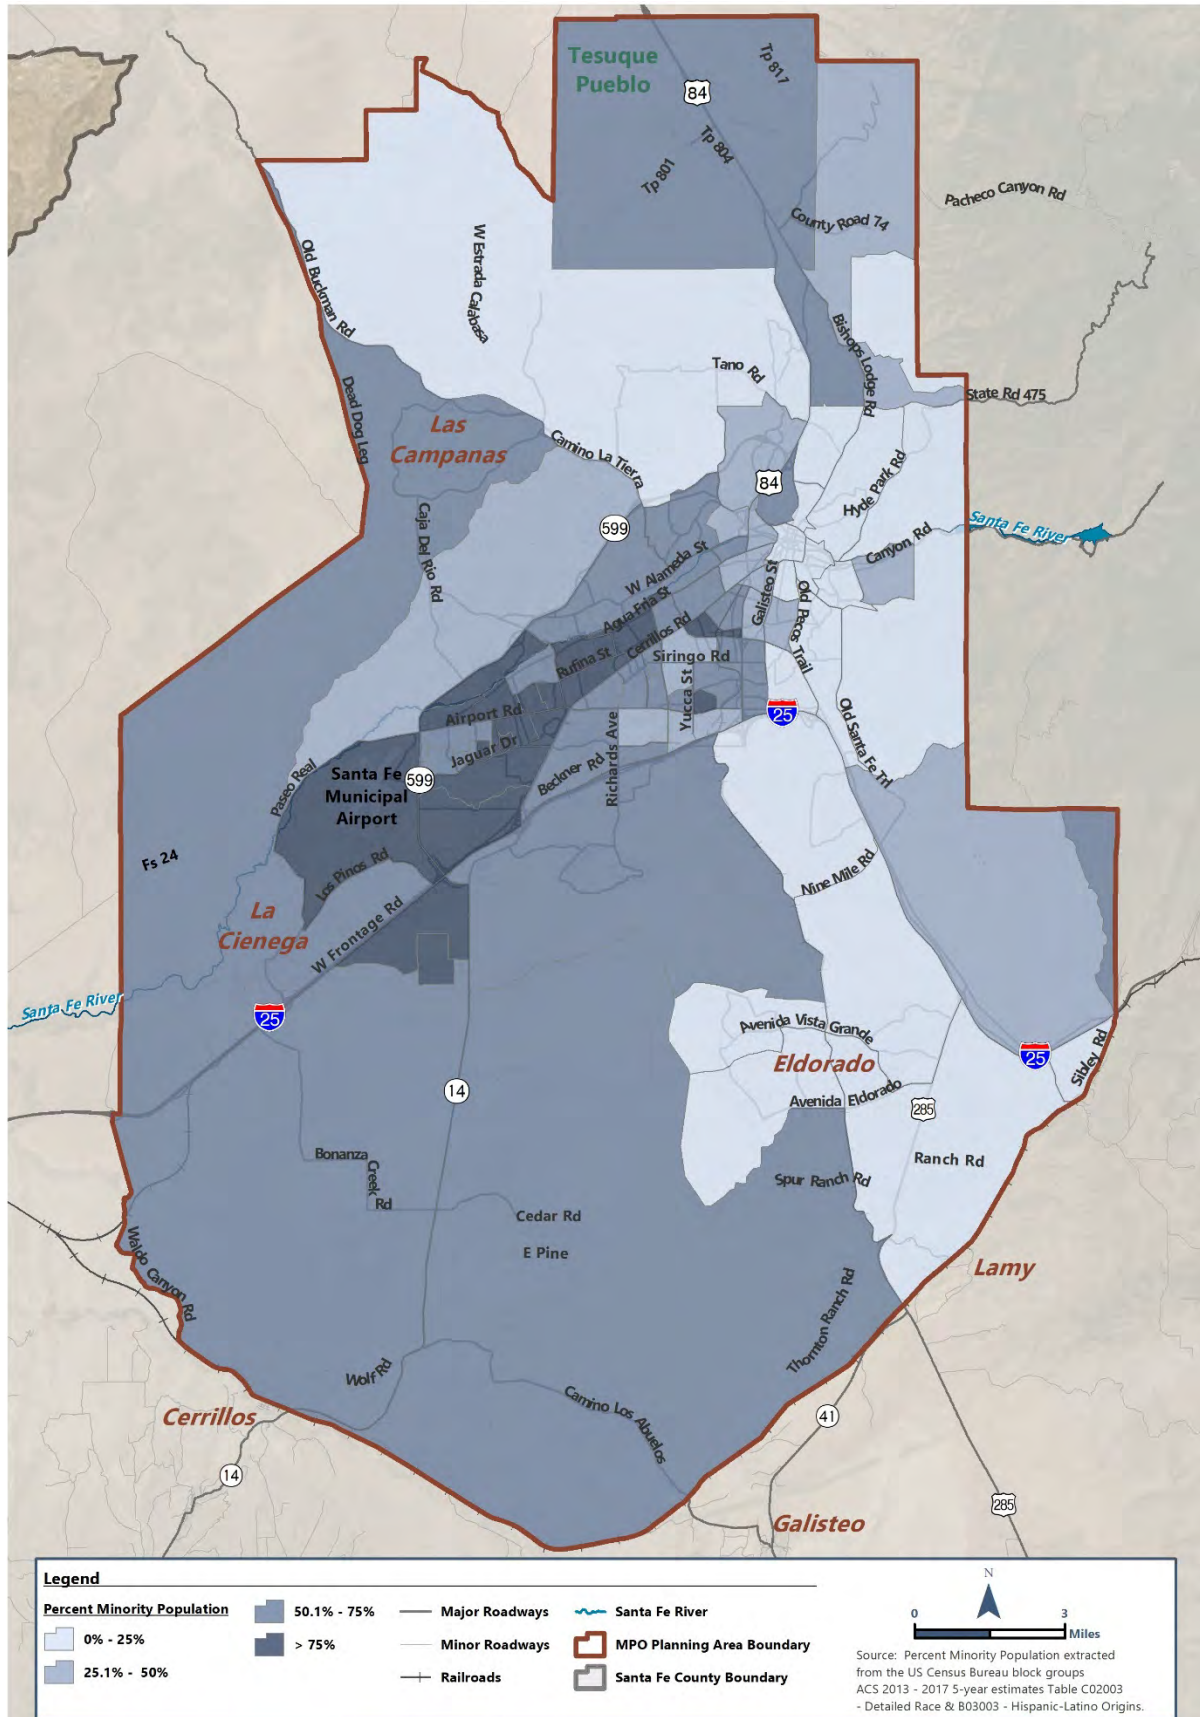 Tesuque
Pueblo
Tp 817
84
Tp 804
Tp 801
Pacheco Canyon Rd
County Road 74
W Estrada Calabasa
Old Buckman Rd
Bishops Lodge Rd
Tano Rd
State Rd 475
Dead Dog Leg
Las
Campanas
Camino La Tierra
84
Hyde Park Rd
599
Santa Fe River
Canyon Rd
Caja Del Rio Rd
W Alameda St
Galisteo St
Old Pecos Trail
Agua Fria St
Cerrillos Rd
Rufina St
Siringo Rd
Yucca St
25
Airport Rd
Richards Ave
Old Santa Fe Trl
Jaguar Dr
Beckner Rd
Paseo Real
Santa Fe
Municipal
Airport
599
Fs 24
Los Pinos Rd
Nine Mile Rd
La
Cienega
W Frontage Rd
Santa Fe River
25
Avenida Vista Grande
Eldorado
25
Sibley Rd
14
Avenida Eldorado
285
Bonanza
Creek
Rd
Ranch Rd
Spur Ranch Rd
Cedar Rd
E Pine
Waldo Canyon Rd
Lamy
Thornton Ranch Rd
Wolf Rd
Camino Los Abuelos
Cerrillos
41
14
285
Galisteo
Legend
Percent Minority Population
0% - 25%
25.1% - 50%
50.1% - 75%
> 75%
Major Roadways
Minor Roadways
Railroads
Santa Fe River
MPO Planning Area Boundary
Santa Fe County Boundary
N
0 3
Miles
Source: Percent Minority Population extracted
from the US Census Bureau block groups
ACS 2013 - 2017 5-year estimates Table C02003
- Detailed Race & B03003 - Hispanic-Latino Origins.